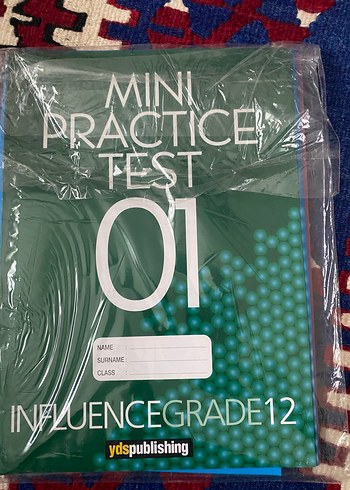 MINI
PRACTICE
TEST
01
NAME
SURNAME
CLASS
INFLUENCEGRADE12
ydspublishing